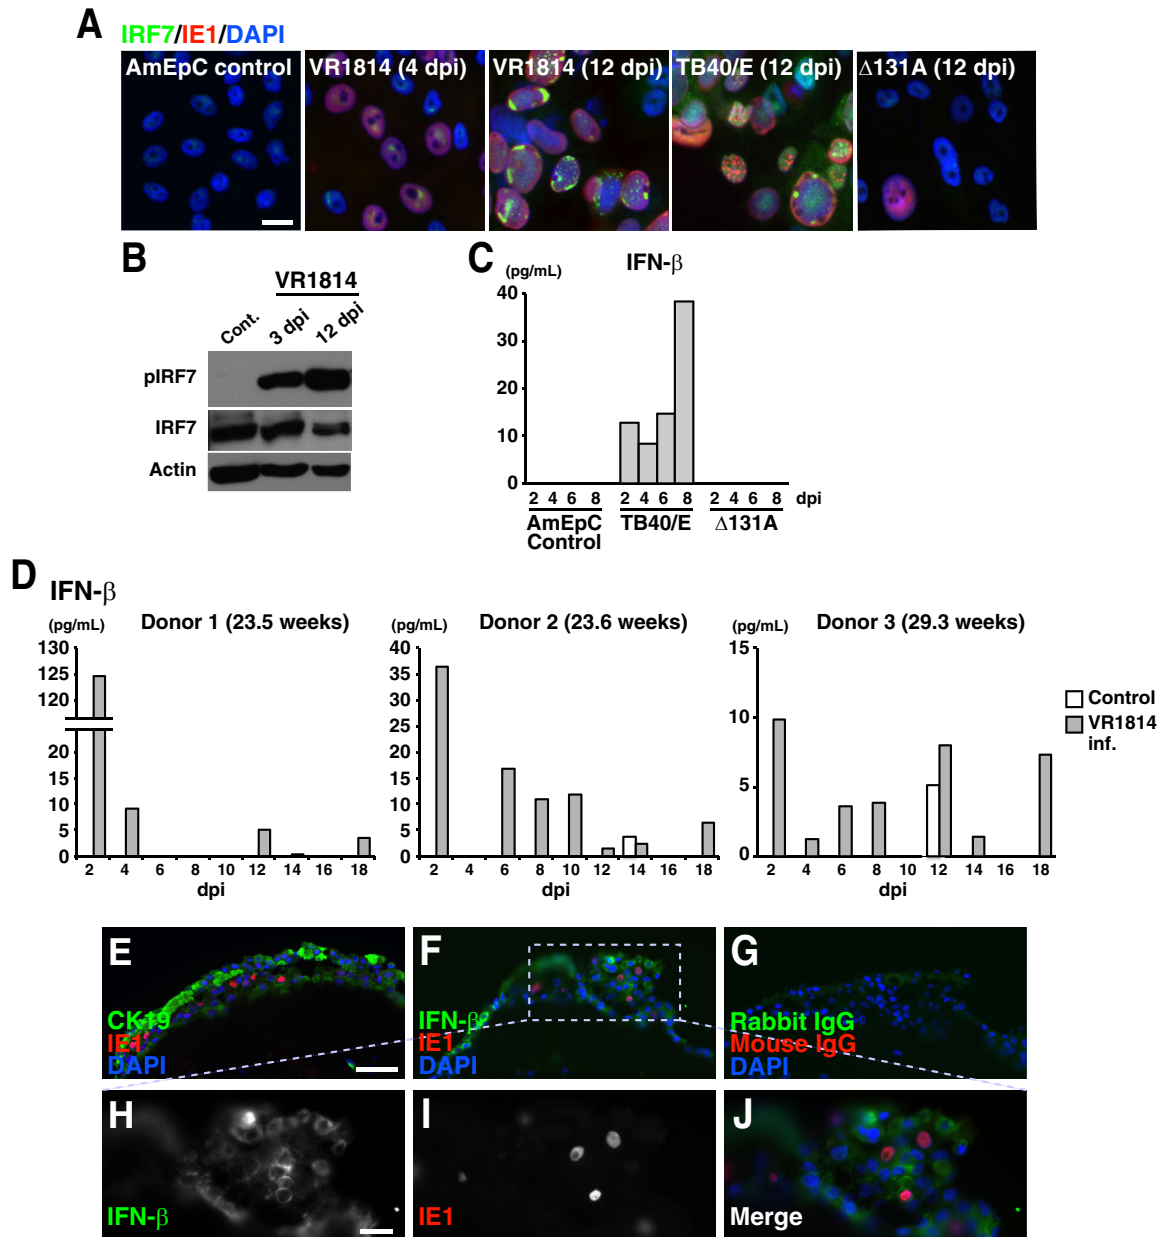 A
IRF7/IE1/DAPI
AmEpC control
VR1814 (4 dpi)
VR1814 (12 dpi)
TB40/E (12 dpi)
Δ131A (12 dpi)
B
VR1814
Cont.
3 dpi
12 dpi
pIRF7
IRF7
Actin
C
(pg/mL)
IFN-β
40
30
20
10
0
2 4 6 8
2 4 6 8
2 4 6 8
dpi
AmEpC
Control
TB40/E
Δ131A
D
IFN-β
(pg/mL)
Donor 1 (23.5 weeks)
130
125
120
20
15
10
5
0
2 4 6 8 10 12 14 16 18
dpi
(pg/mL)
Donor 2 (23.6 weeks)
40
35
30
25
20
15
10
5
0
2 4 6 8 10 12 14 16 18
dpi
(pg/mL)
Donor 3 (29.3 weeks)
15
10
5
0
2 4 6 8 10 12 14 16 18
dpi
Control
VR1814
inf.
E
CK19
IE1
DAPI
F
IFN-β
IE1
DAPI
G
Rabbit IgG
Mouse IgG
DAPI
H
IFN-β
I
IE1
J
Merge